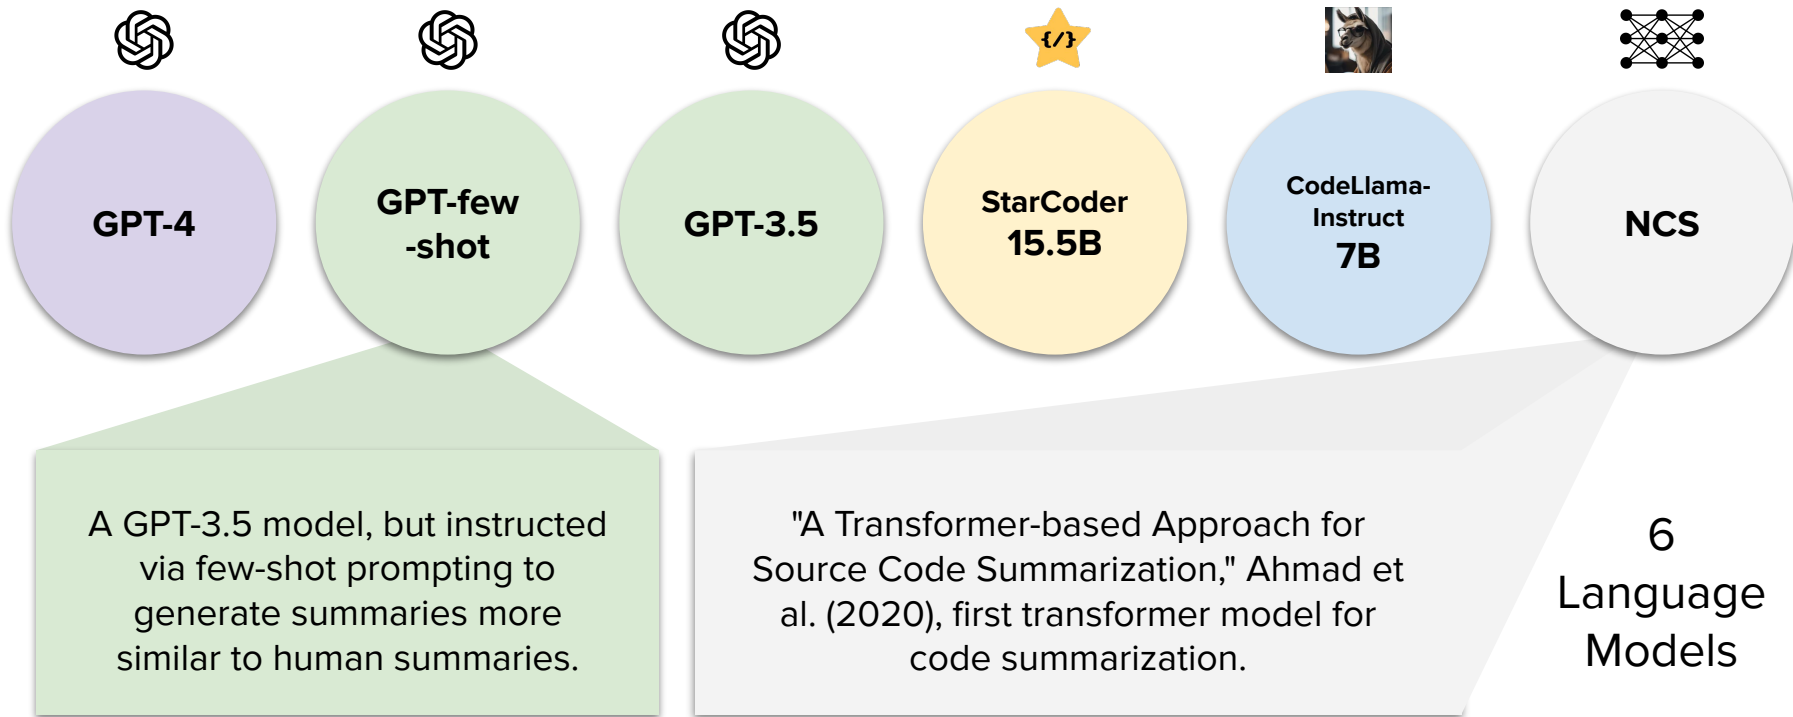 {/}
GPT-4
GPT-few
-shot
GPT-3.5
StarCoder
15.5B
CodeLlama-
Instruct
7B
NCS
A GPT-3.5 model, but instructed
via few-shot prompting to
generate summaries more
similar to human summaries.
"A Transformer-based Approach for
Source Code Summarization," Ahmad et
al. (2020), first transformer model for
code summarization.
6
Language
Models